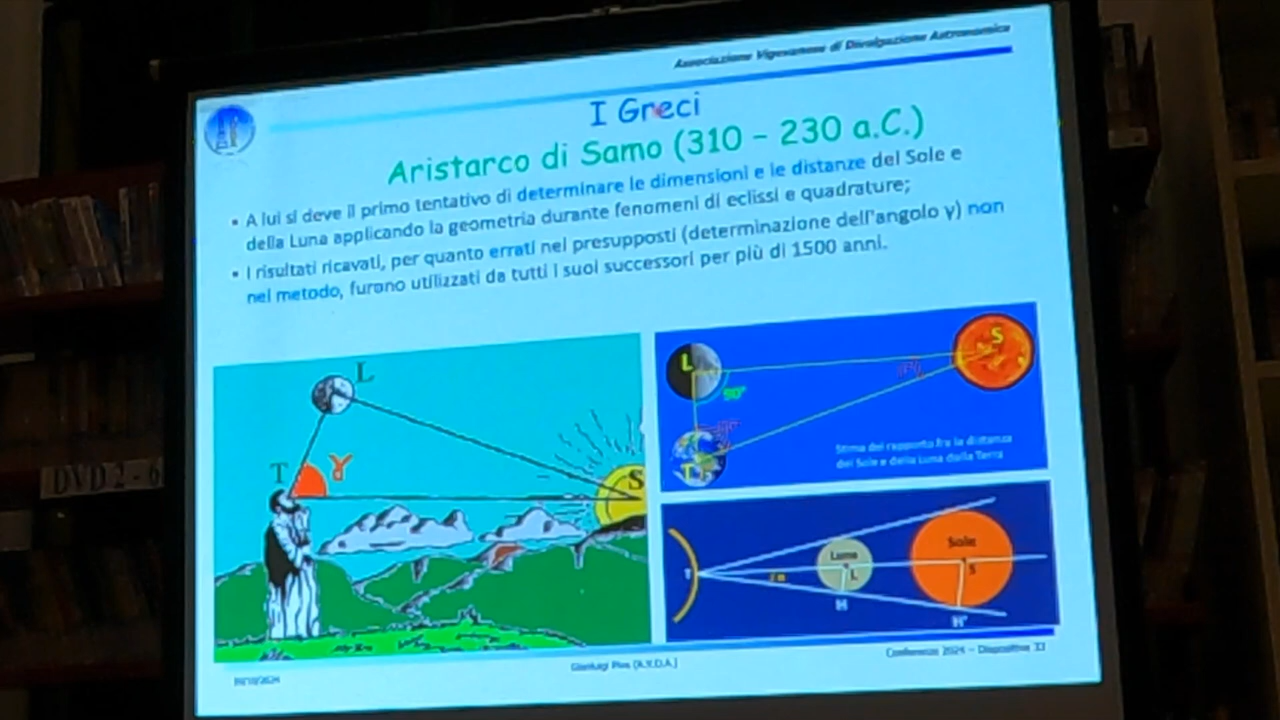 Associazione Vigevanese di Divulgazione Astronomica
I Greci
Aristarco di Samo (310 – 230 a.C.)
• A lui si deve il primo tentativo di determinare le dimensioni e le distanze del Sole e
della Luna applicando la geometria durante fenomeni di eclissi e quadrature;
• I risultati ricavati, per quanto errati nei presupposti (determinazione dell'angolo γ) non
nel metodo, furono utilizzati da tutti i suoi successori per più di 1500 anni.
L
T
γ
S
L
S
90°
T
Stima del rapporto fra la distanza
del Sole e della Luna dalla Terra
T
Luna
L
H
Sole
S
H'
DVD 2 - 6
Gianluigi (A.V.D.A.)
Conferenze 2024 – Diapositiva 33